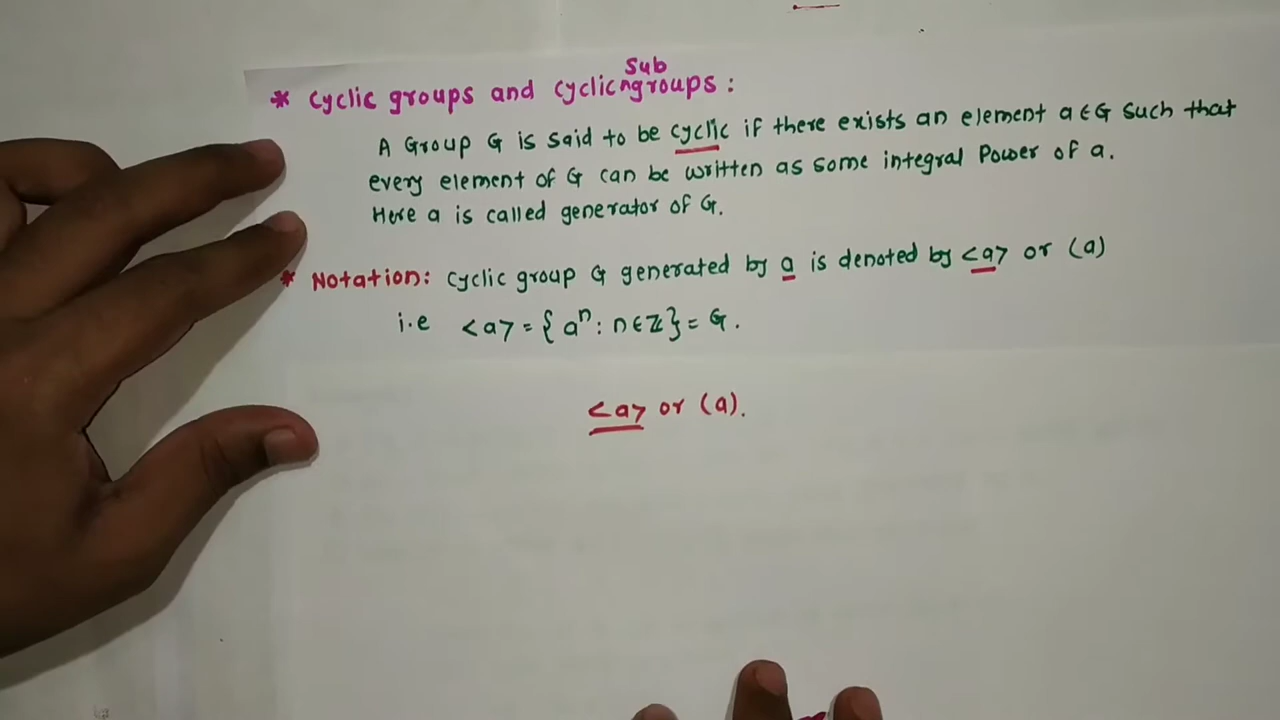 * Cyclic groups and cyclic^subgroups :
A Group G is said to be cyclic if there exists an element a∈G such that
every element of G can be written as some integral Power of a.
Here a is called generator of G.
* Notation: cyclic group G generated by a is denoted by <a> or (a)
i.e <a> = { aⁿ : n∈ℤ } = G.
<a> or (a).